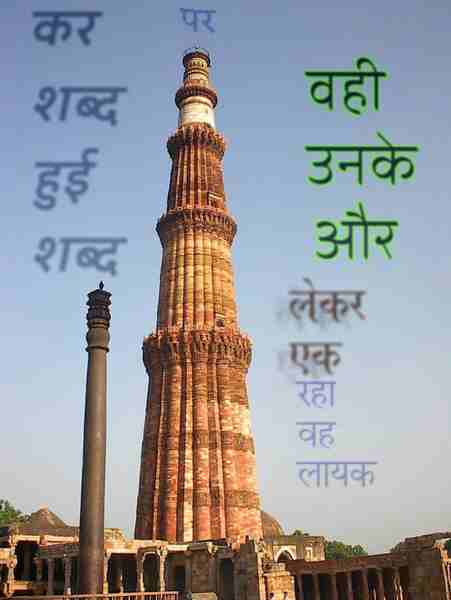 कर
शब्द
हुई
शब्द
पर
वही
उनके
और
लेकर
एक
रहा
वह
लायक